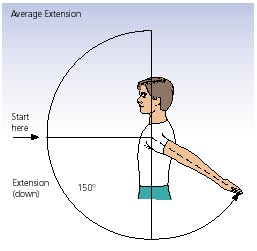 Average Extension
Start
here
Extension
(down)
150°